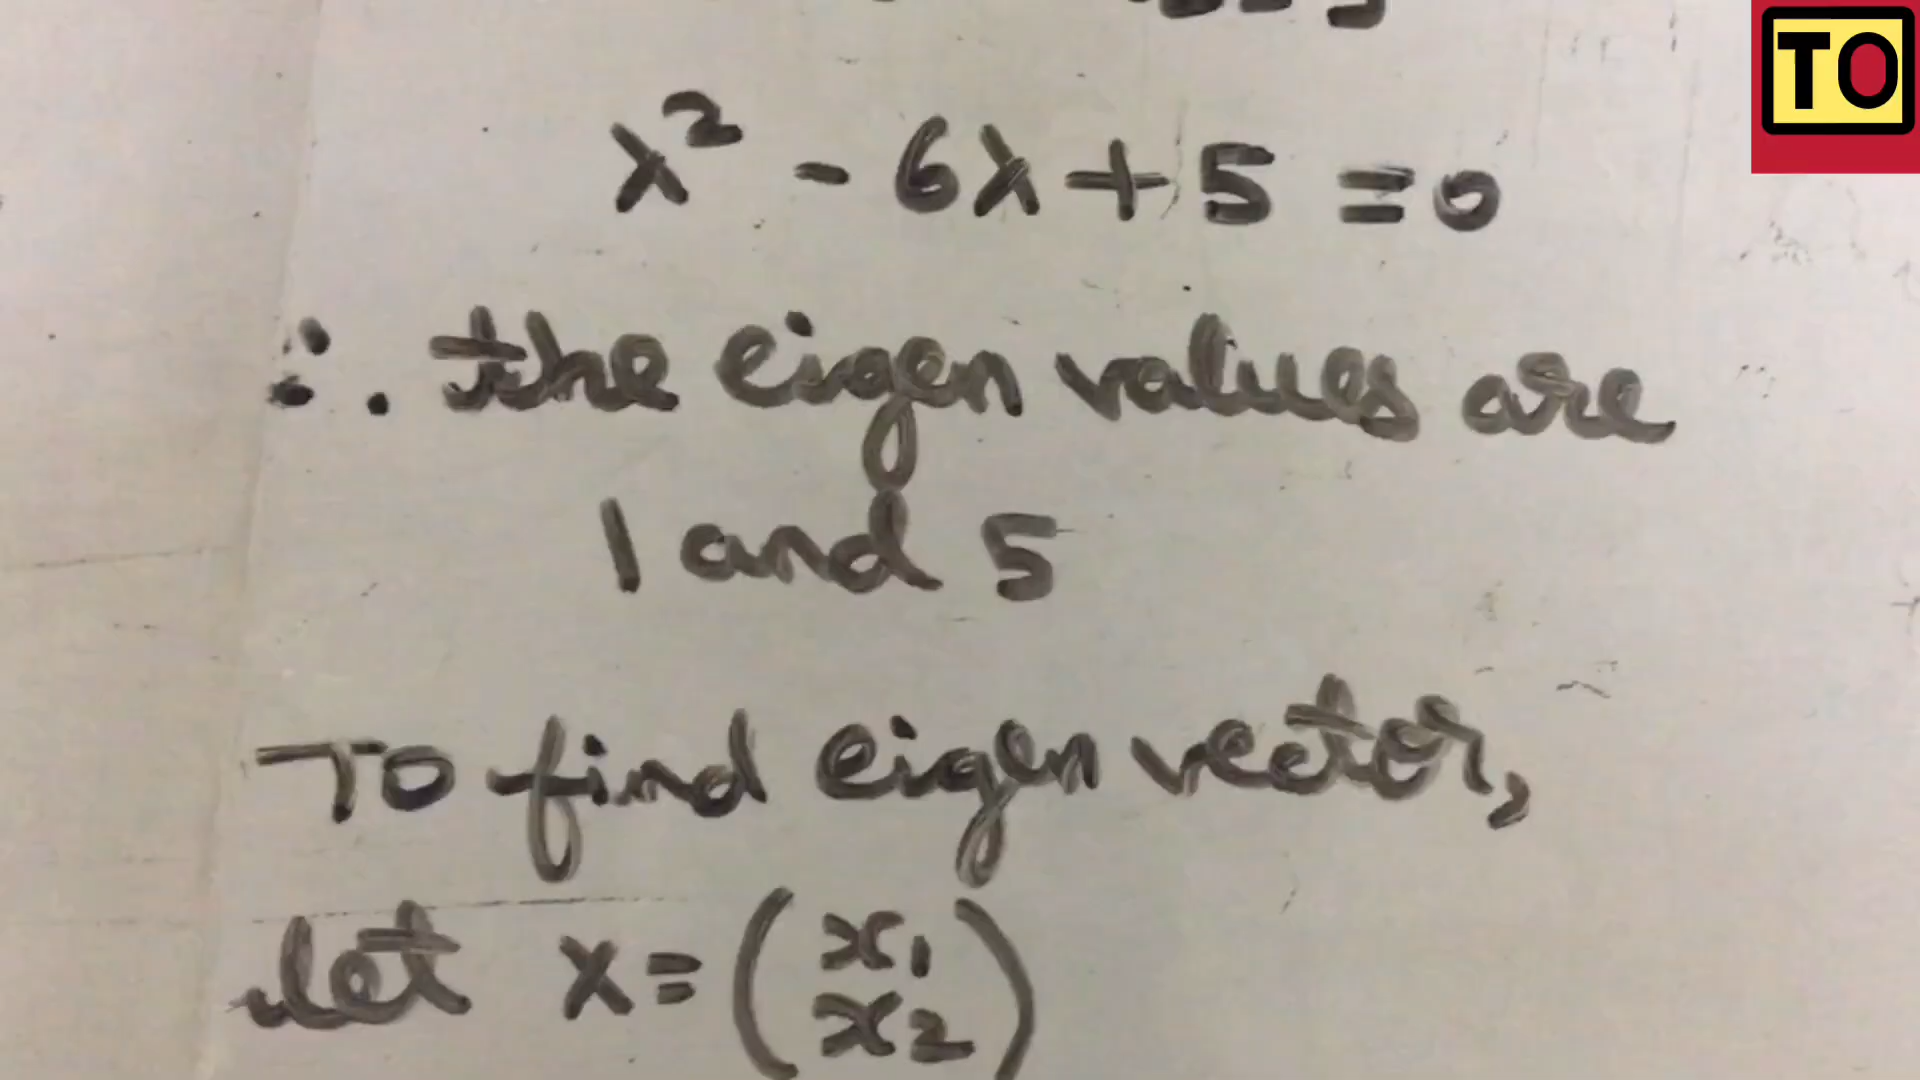 TO
λ² - 6λ + 5 = 0
∴ the eigen values are
1 and 5
To find eigen vector,
let X = (x₁
x₂)